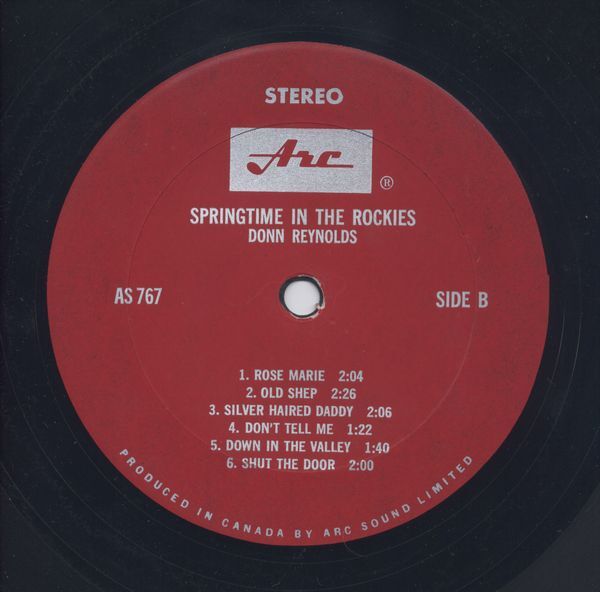 STEREO
Arc
®
SPRINGTIME IN THE ROCKIES
DONN REYNOLDS
AS 767
SIDE B
1. ROSE MARIE 2:04
2. OLD SHEP 2:26
3. SILVER HAIRED DADDY 2:06
4. DON'T TELL ME 1:22
5. DOWN IN THE VALLEY 1:40
6. SHUT THE DOOR 2:00
PRODUCED IN CANADA BY ARC SOUND LIMITED